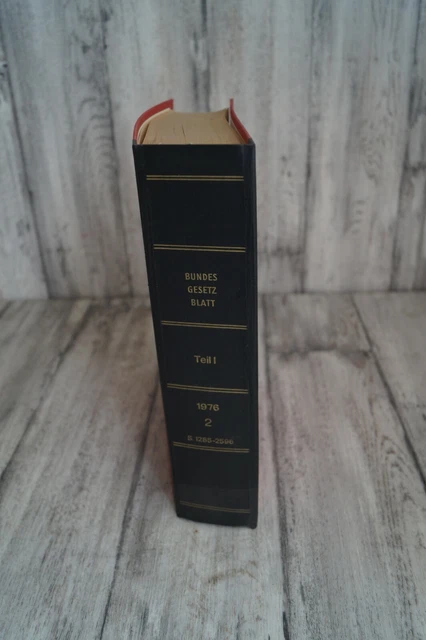 BUNDES
GESETZ
BLATT
Teil I
1976
2
S. 1285-2596